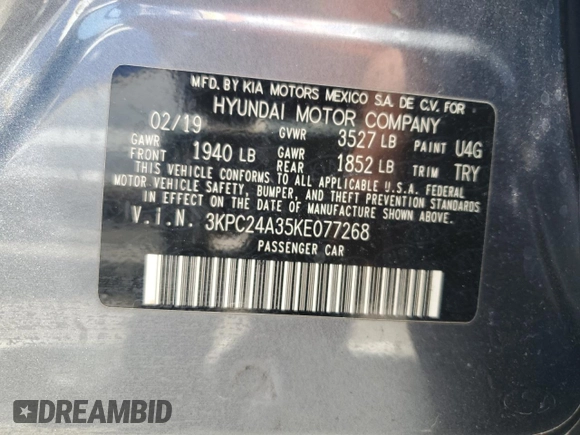 MFD. BY KIA MOTORS MEXICO S.A. DE C.V. FOR
HYUNDAI MOTOR COMPANY
02/19 GVWR 3527 LB PAINT U4G
GAWR FRONT 1940 LB GAWR REAR 1852 LB TRIM TRY
THIS VEHICLE CONFORMS TO ALL APPLICABLE U.S.A. FEDERAL
MOTOR VEHICLE SAFETY, BUMPER, AND THEFT PREVENTION STANDARDS
IN EFFECT ON THE DATE OF MANUFACTURE SHOWN ABOVE.
V.I.N. 3KPC24A35KE077268
PASSENGER CAR
DREAMBID